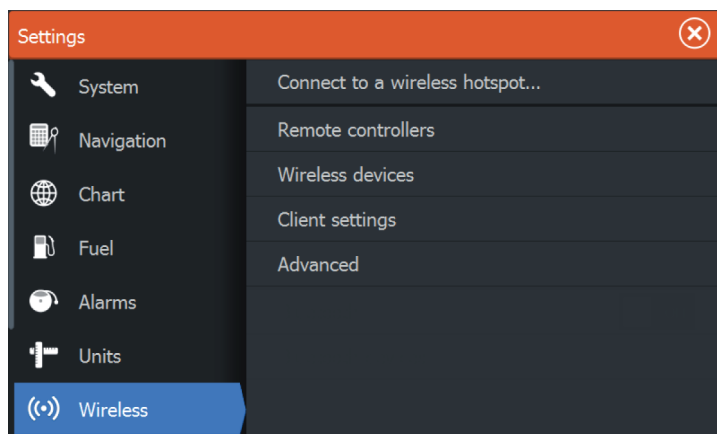 Settings
System
Navigation
Chart
Fuel
Alarms
Units
Wireless
Connect to a wireless hotspot...
Remote controllers
Wireless devices
Client settings
Advanced